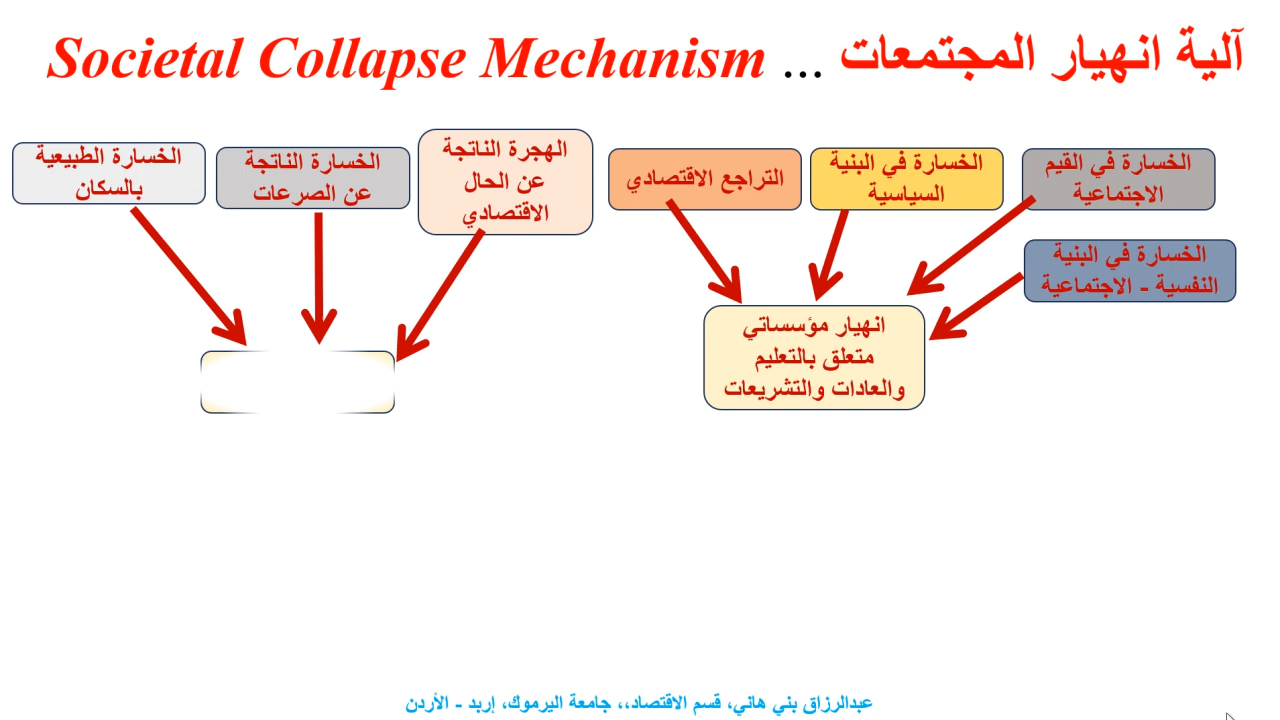 آلية انهيار المجتمعات ... Societal Collapse Mechanism
الخسارة في القيم
الاجتماعية
الخسارة في البنية
السياسية
التراجع الاقتصادي
الهجرة الناتجة
عن الحال
الاقتصادي
الخسارة الناتجة
عن الصرعات
الخسارة الطبيعية
بالسكان
الخسارة في البنية
النفسية - الاجتماعية
انهيار مؤسساتي
متعلق بالتعليم
والعادات والتشريعات
عبدالرزاق بني هاني، قسم الاقتصاد،، جامعة اليرموك، إربد - الأردن